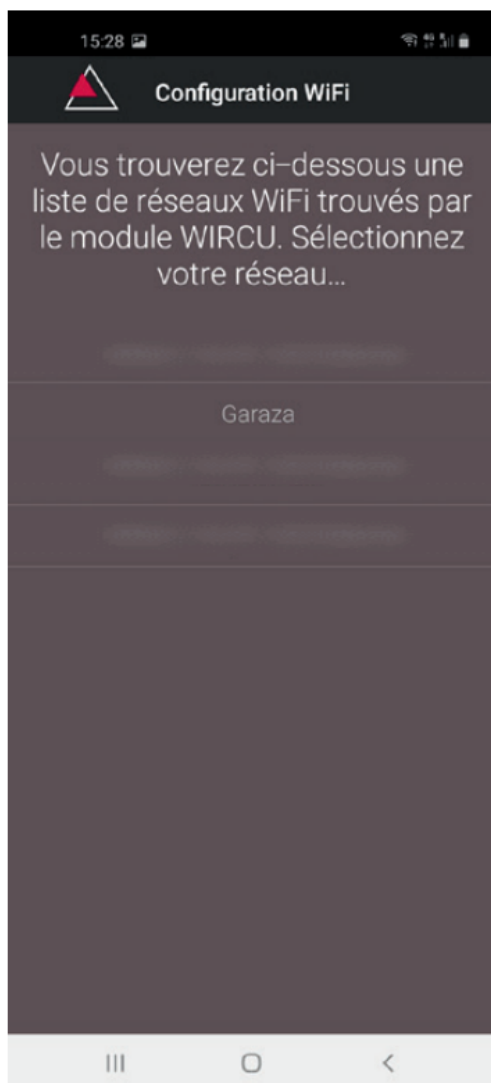 15:28
Configuration WiFi
Vous trouverez ci-dessous une
liste de réseaux WiFi trouvés par
le module WIRCU. Sélectionnez
votre réseau...
Garaza